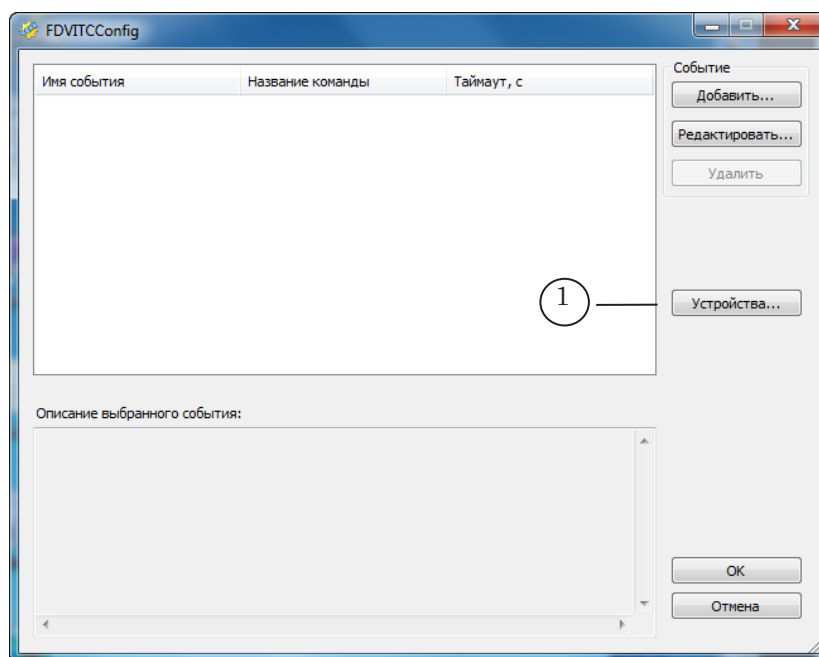 FDVITCConfig
Имя события Название команды Таймаут, с
Событие
Добавить...
Редактировать...
Удалить
1
Устройства...
Описание выбранного события:
OK
Отмена